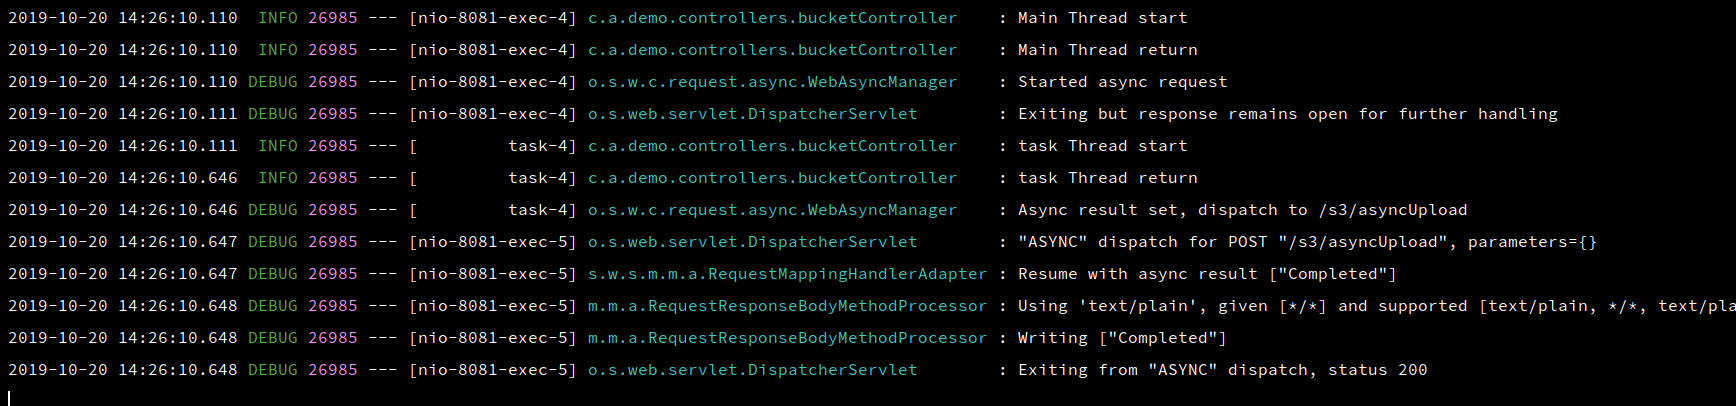 2019-10-20 14:26:10.110  INFO 26985 --- [nio-8081-exec-4] c.a.demo.controllers.bucketController    : Main Thread start
2019-10-20 14:26:10.110  INFO 26985 --- [nio-8081-exec-4] c.a.demo.controllers.bucketController    : Main Thread return
2019-10-20 14:26:10.110 DEBUG 26985 --- [nio-8081-exec-4] o.s.w.c.request.async.WebAsyncManager    : Started async request
2019-10-20 14:26:10.111 DEBUG 26985 --- [nio-8081-exec-4] o.s.web.servlet.DispatcherServlet        : Exiting but response remains open for further handling
2019-10-20 14:26:10.111  INFO 26985 --- [         task-4] c.a.demo.controllers.bucketController    : task Thread start
2019-10-20 14:26:10.646  INFO 26985 --- [         task-4] c.a.demo.controllers.bucketController    : task Thread return
2019-10-20 14:26:10.646 DEBUG 26985 --- [         task-4] o.s.w.c.request.async.WebAsyncManager    : Async result set, dispatch to /s3/asyncUpload
2019-10-20 14:26:10.647 DEBUG 26985 --- [nio-8081-exec-5] o.s.web.servlet.DispatcherServlet        : "ASYNC" dispatch for POST "/s3/asyncUpload", parameters={}
2019-10-20 14:26:10.647 DEBUG 26985 --- [nio-8081-exec-5] s.w.s.m.m.a.RequestMappingHandlerAdapter : Resume with async result ["Completed"]
2019-10-20 14:26:10.648 DEBUG 26985 --- [nio-8081-exec-5] m.m.a.RequestResponseBodyMethodProcessor : Using 'text/plain', given [*/*] and supported [text/plain, */*, text/pla
2019-10-20 14:26:10.648 DEBUG 26985 --- [nio-8081-exec-5] m.m.a.RequestResponseBodyMethodProcessor : Writing ["Completed"]
2019-10-20 14:26:10.648 DEBUG 26985 --- [nio-8081-exec-5] o.s.web.servlet.DispatcherServlet        : Exiting from "ASYNC" dispatch, status 200